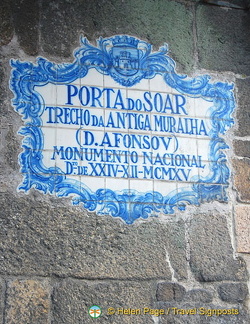 PORTA DO SOAR
TRECHO DA ANTIGA MURALHA
(D. AFONSO V)
MONUMENTO NACIONAL
Dº DE XXIV-XII-MCMXV
© Helen Page / Travel Signposts